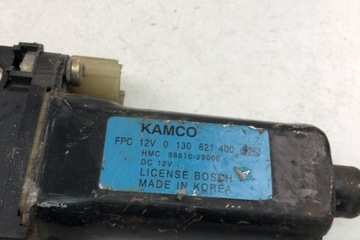 KAMCO
FPC 12V 0 130 821 400
HMC 98810-29000
DC 12V
LICENSE BOSCH
MADE IN KOREA